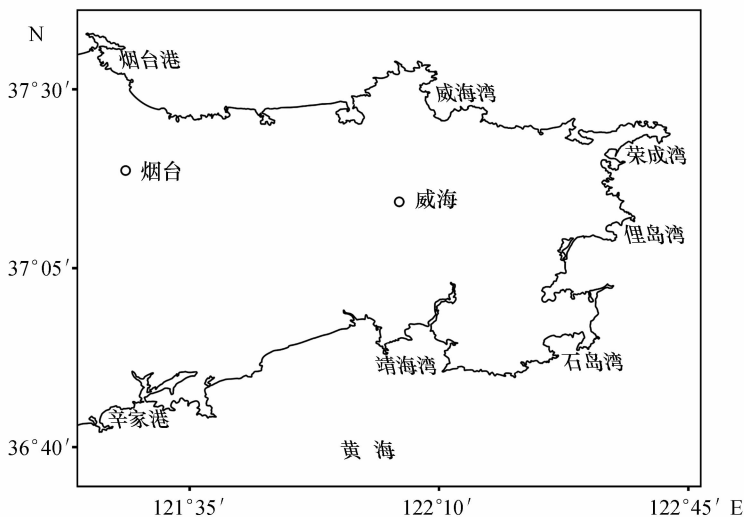 N
烟台港
37°30′
威海湾
荣成湾
烟台
威海
俚岛湾
37°05′
石岛湾
靖海湾
辛家港
36°40′
黄 海
121°35′
122°10′
122°45′ E